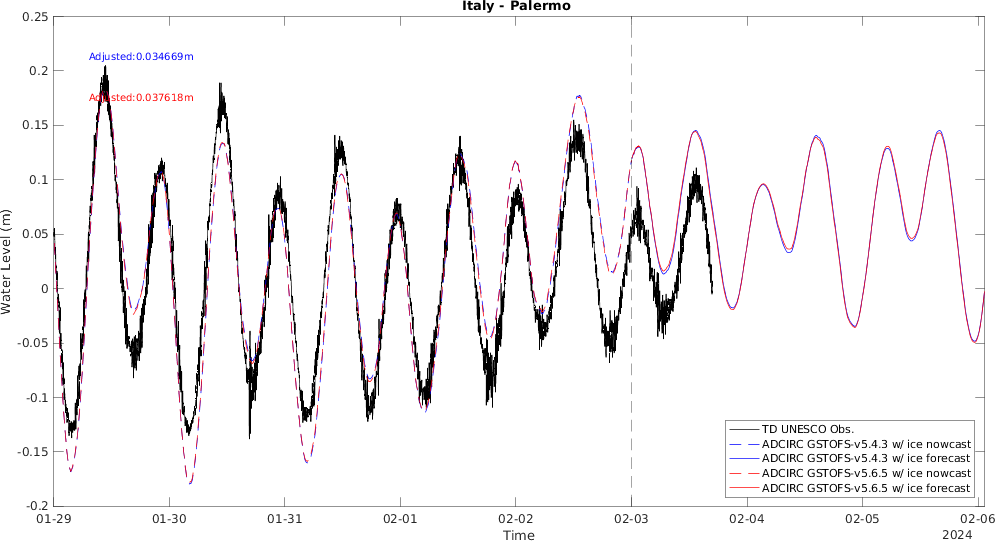 Italy - Palermo
0.25
0.2
0.15
0.1
0.05
0
-0.05
-0.1
-0.15
-0.2
Water Level (m)
Adjusted:0.034669m
Adjusted:0.037618m
TD UNESCO Obs.
ADCIRC GSTOFS-v5.4.3 w/ ice nowcast
ADCIRC GSTOFS-v5.4.3 w/ ice forecast
ADCIRC GSTOFS-v5.6.5 w/ ice nowcast
ADCIRC GSTOFS-v5.6.5 w/ ice forecast
01-29 01-30 01-31 02-01 02-02 02-03 02-04 02-05 02-06
Time
2024